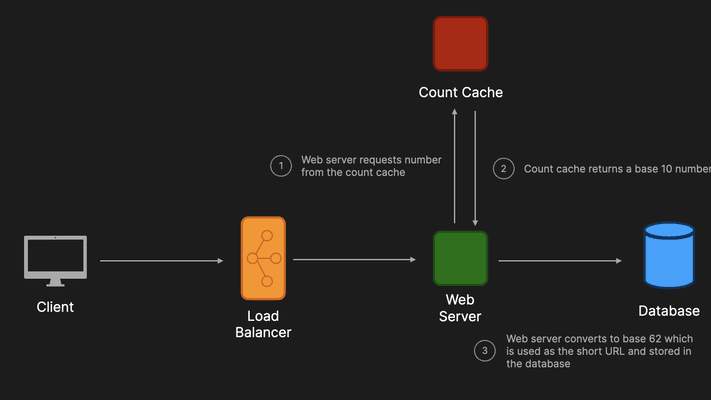 Count Cache
1
Web server requests number
from the count cache
2
Count cache returns a base 10 number
Client
Load
Balancer
Web
Server
Database
3
Web server converts to base 62 which
is used as the short URL and stored in
the database